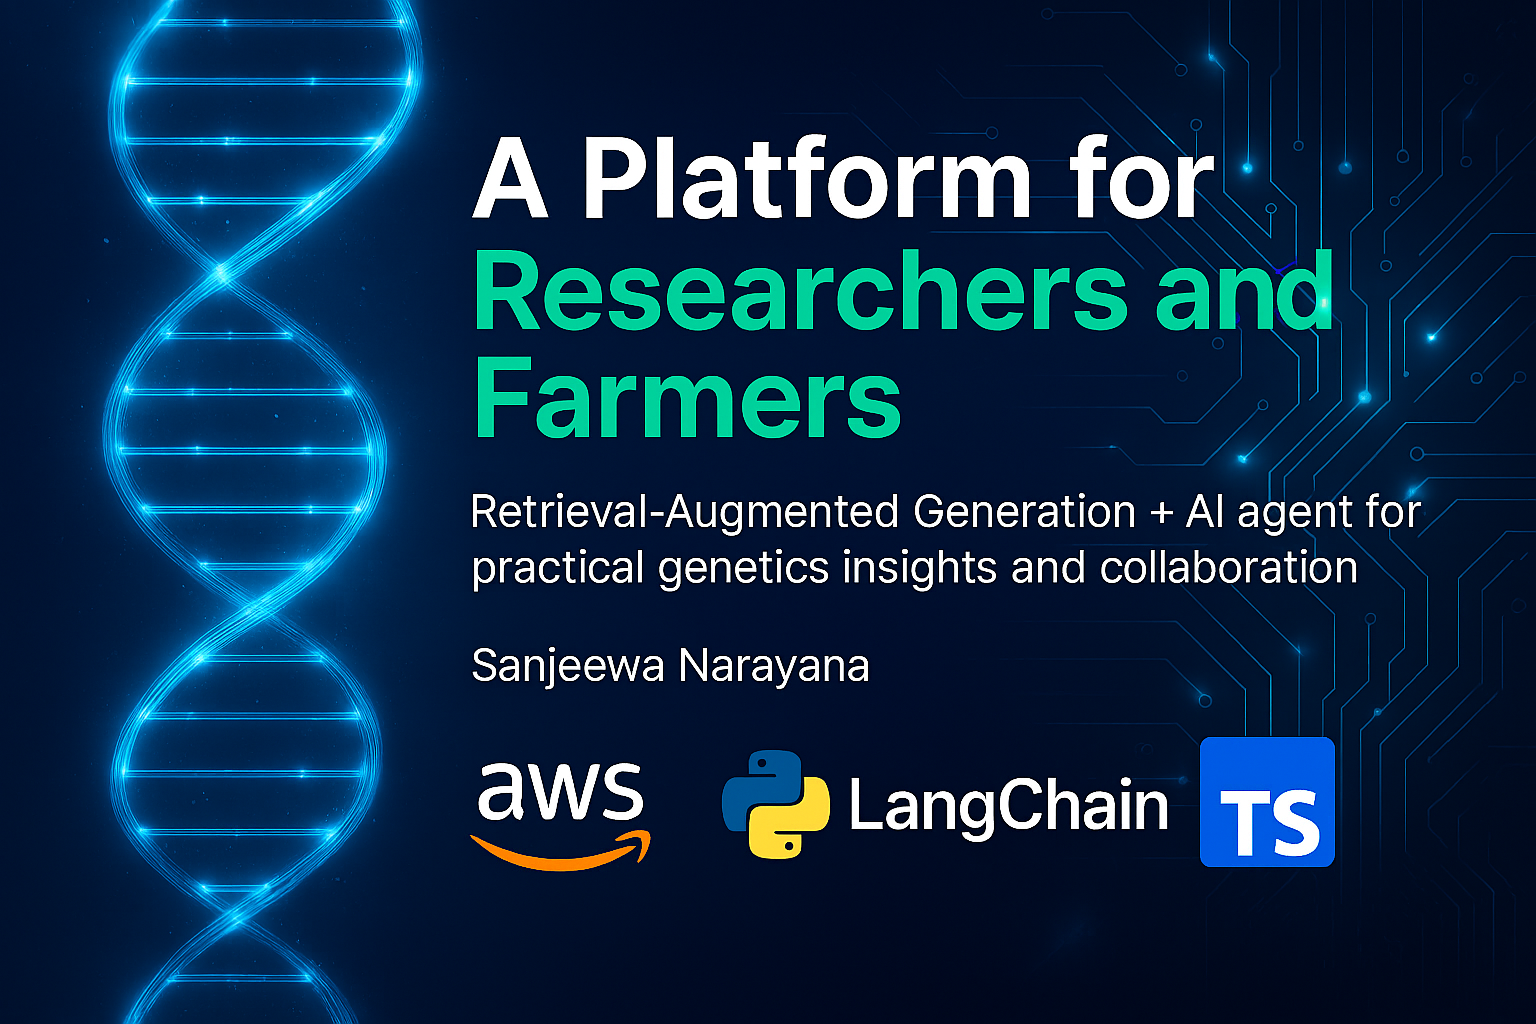 A Platform for
Researchers and
Farmers
Retrieval-Augmented Generation + AI agent for
practical genetics insights and collaboration
Sanjeewa Narayana
aws LangChain TS